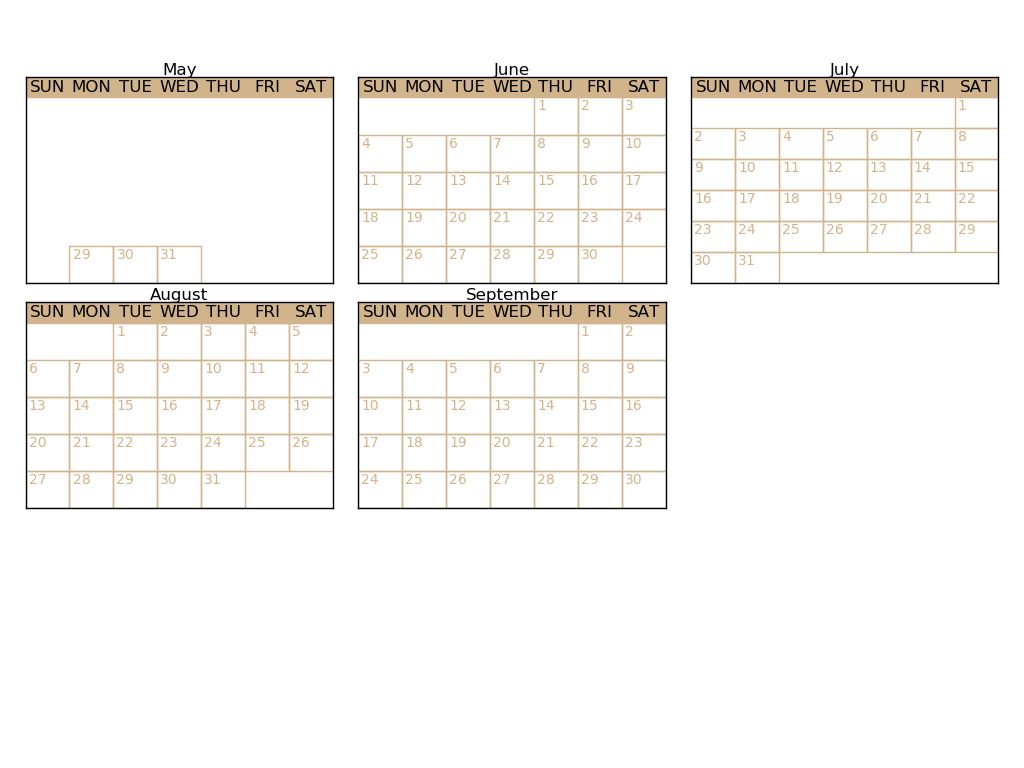 May
SUN MON TUE WED THU FRI SAT
29 30 31
June
SUN MON TUE WED THU FRI SAT
1 2 3
4 5 6 7 8 9 10
11 12 13 14 15 16 17
18 19 20 21 22 23 24
25 26 27 28 29 30
July
SUN MON TUE WED THU FRI SAT
1
2 3 4 5 6 7 8
9 10 11 12 13 14 15
16 17 18 19 20 21 22
23 24 25 26 27 28 29
30 31
August
SUN MON TUE WED THU FRI SAT
1 2 3 4 5
6 7 8 9 10 11 12
13 14 15 16 17 18 19
20 21 22 23 24 25 26
27 28 29 30 31
September
SUN MON TUE WED THU FRI SAT
1 2
3 4 5 6 7 8 9
10 11 12 13 14 15 16
17 18 19 20 21 22 23
24 25 26 27 28 29 30